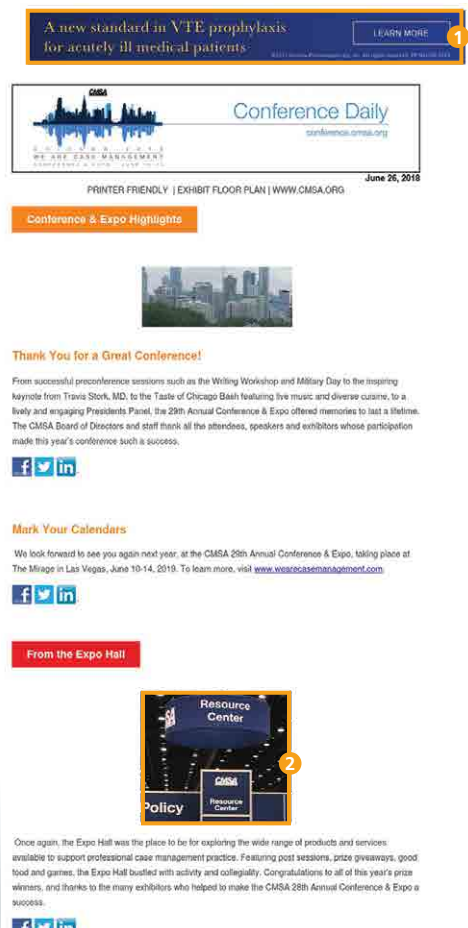 A new standard in VTE prophylaxis
for acutely ill medical patients
LEARN MORE
1
CMSA
Conference Daily
conference.cmsa.org
CHICAGO 2018
WE ARE CASE MANAGEMENT
June 26, 2018
PRINTER FRIENDLY | EXHIBIT FLOOR PLAN | WWW.CMSA.ORG
Conference & Expo Highlights
Thank You for a Great Conference!
From successful preconference sessions such as the Writing Workshop and Military Day to the inspiring
keynote from Travis Stork, MD, to the Taste of Chicago Bash featuring live music and diverse cuisine, to a
lively and engaging Presidents Panel, the 29th Annual Conference & Expo offered memories to last a lifetime.
The CMSA Board of Directors and staff thank all the attendees, speakers and exhibitors whose participation
made this year's conference such a success.
f in
Mark Your Calendars
We look forward to see you again next year, at the CMSA 29th Annual Conference & Expo, taking place at
The Mirage in Las Vegas, June 10-14, 2019. To learn more, visit www.wearecasemanagement.com.
f in
From the Expo Hall
Resource
Center
SA
2
CMSA
Policy
Resource
Center
Once again, the Expo Hall was the place to be for exploring the wide range of products and services
available to support professional case management practice. Featuring post sessions, prize giveaways, good
food and games, the Expo Hall bustled with activity and collegiality. Congratulations to all of this year's prize
winners, and thanks to the many exhibitors who helped to make the CMSA 28th Annual Conference & Expo a
success.
f in